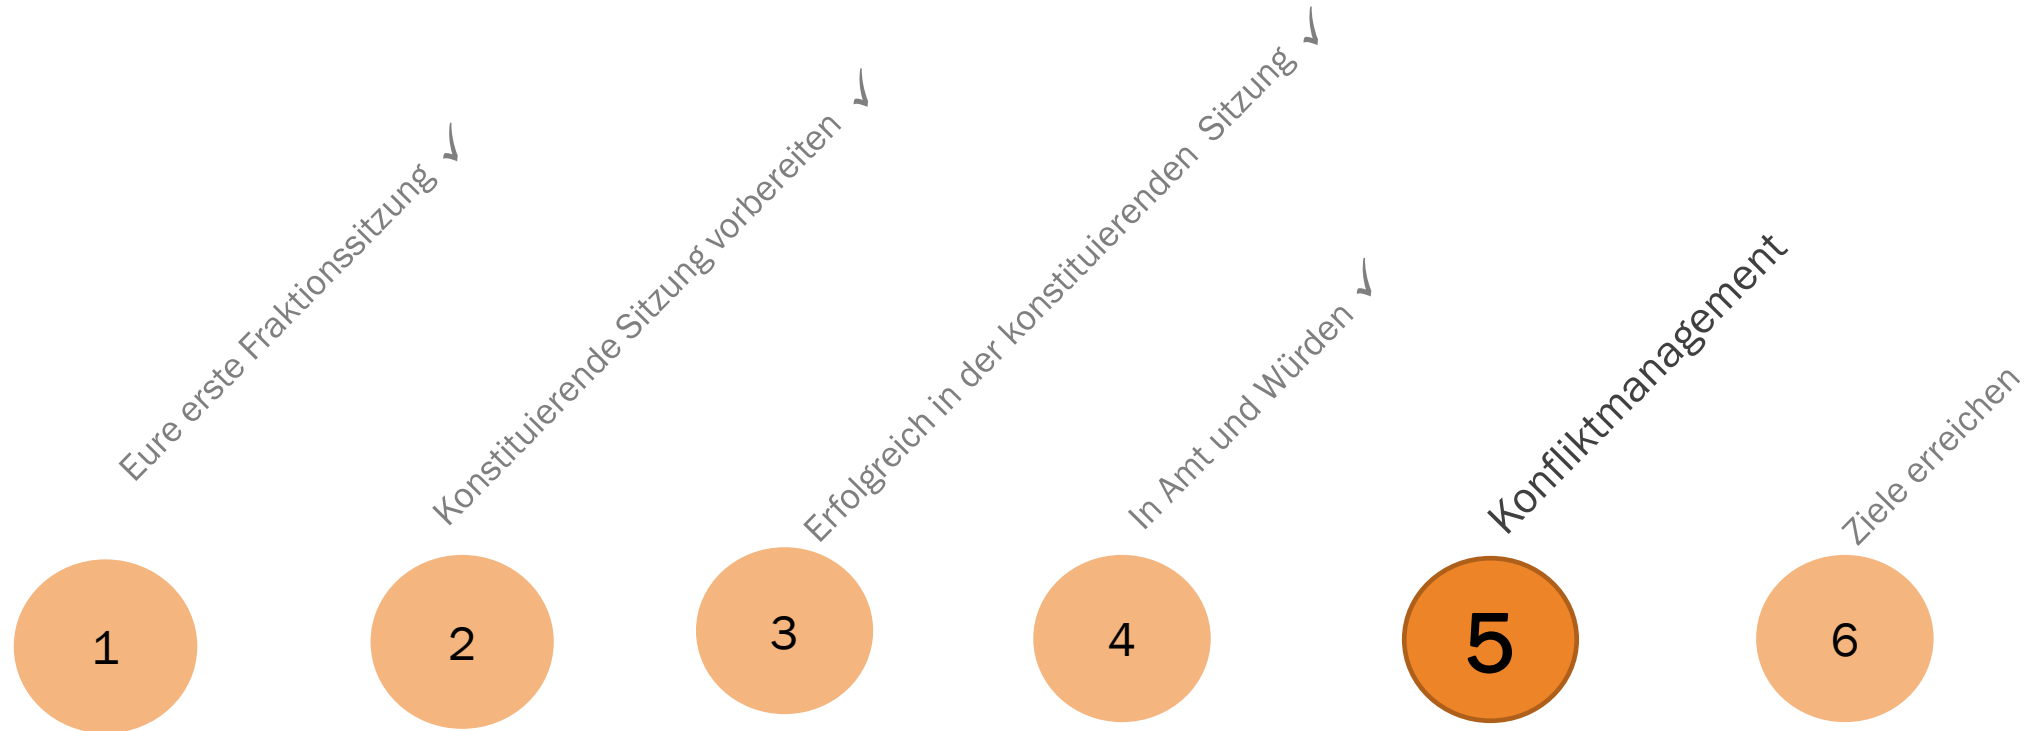 Eure erste Fraktionssitzung ✓
Konstituierende Sitzung vorbereiten ✓
Erfolgreich in der konstituierenden Sitzung ✓
In Amt und Würden ✓
Konfliktmanagement
Ziele erreichen
1
2
3
4
5
6